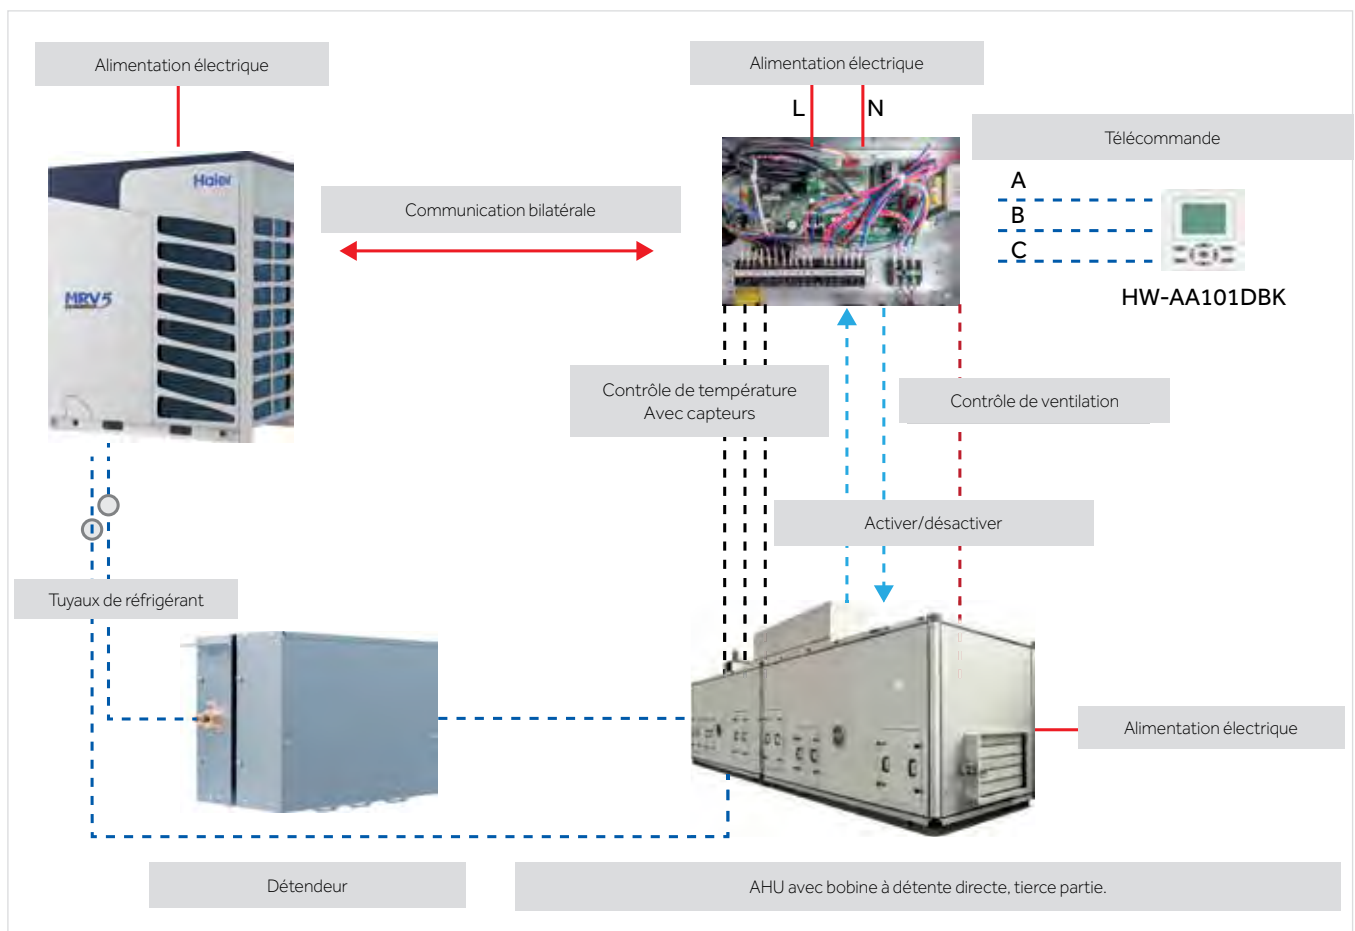 Alimentation électrique
Alimentation électrique
L
N
Télécommande
Haier
A
Communication bilatérale
B
C
MRV5
HW-AA101DBK
Contrôle de température
Avec capteurs
Contrôle de ventilation
Activer/désactiver
Tuyaux de réfrigérant
Alimentation électrique
Détendeur
AHU avec bobine à détente directe, tierce partie.